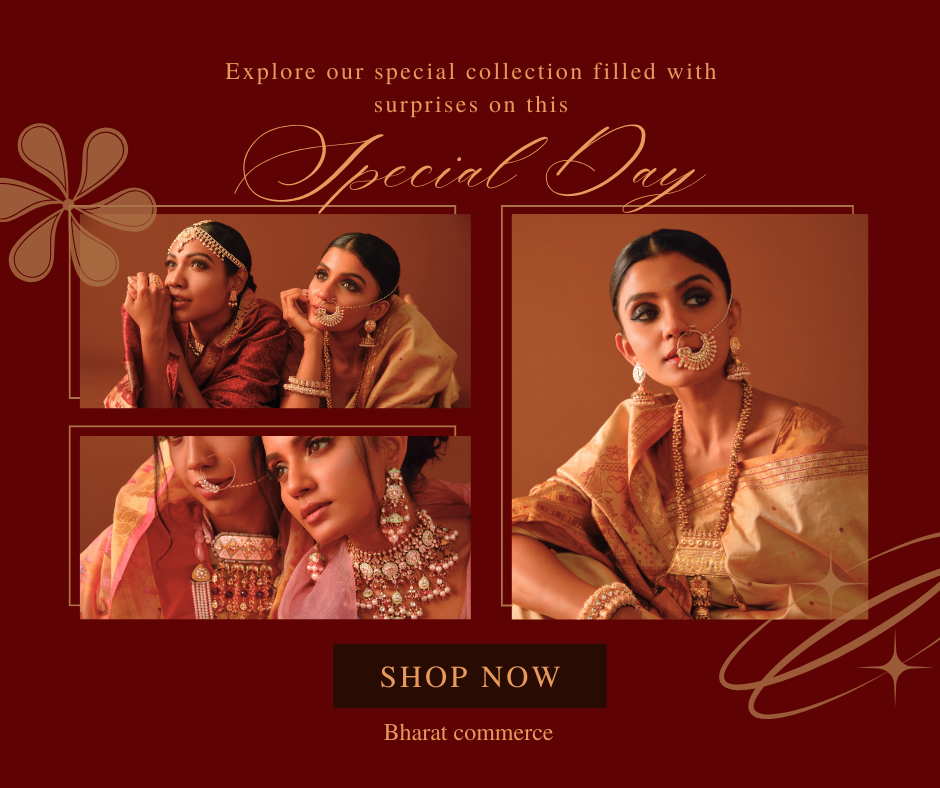 Explore our special collection filled with
surprises on this
Special Day
SHOP NOW
Bharat commerce